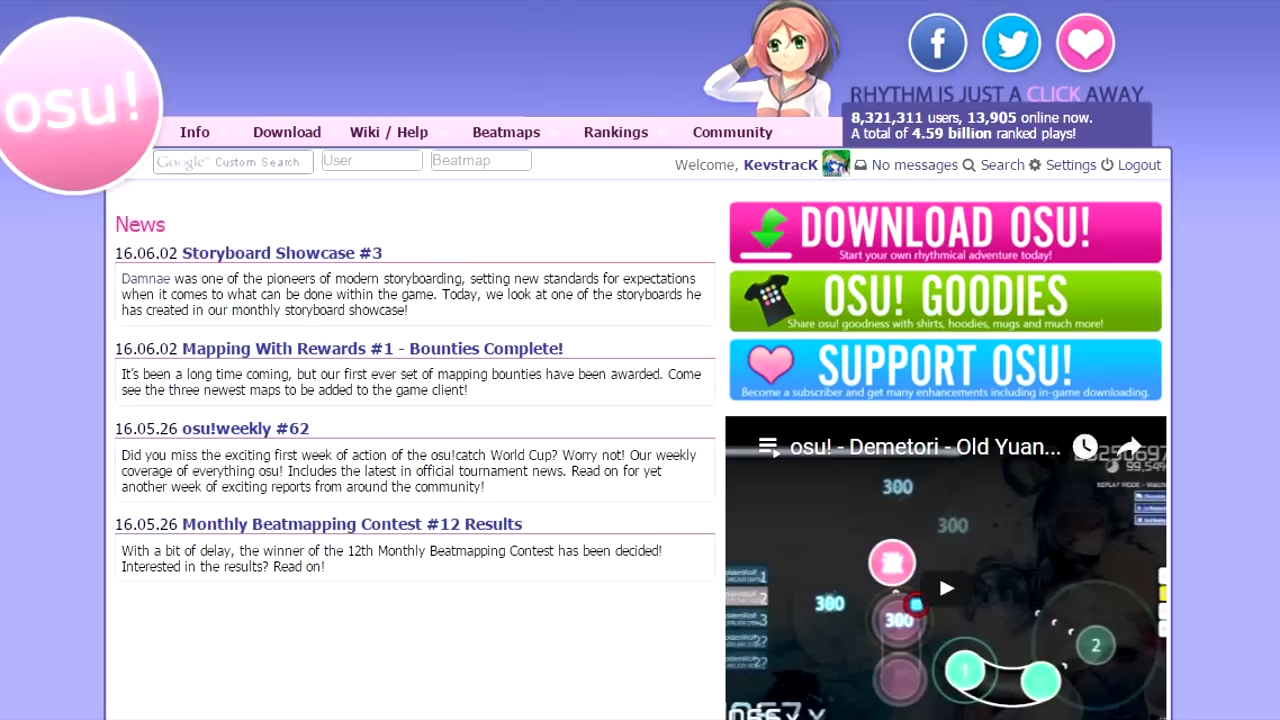 osu!
RHYTHM IS JUST A CLICK AWAY
8,321,311 users, 13,905 online now.
A total of 4.59 billion ranked plays!
Info Download Wiki / Help Beatmaps Rankings Community
Google™ Custom Search User Beatmap
Welcome, KevstracK No messages Search Settings Logout
News
16.06.02 Storyboard Showcase #3
Damnae was one of the pioneers of modern storyboarding, setting new standards for expectations
when it comes to what can be done within the game. Today, we look at one of the storyboards he
has created in our monthly storyboard showcase!
16.06.02 Mapping With Rewards #1 - Bounties Complete!
It's been a long time coming, but our first ever set of mapping bounties have been awarded. Come
see the three newest maps to be added to the game client!
16.05.26 osu!weekly #62
Did you miss the exciting first week of action of the osu!catch World Cup? Worry not! Our weekly
coverage of everything osu! Includes the latest in official tournament news. Read on for yet
another week of exciting reports from around the community!
16.05.26 Monthly Beatmapping Contest #12 Results
With a bit of delay, the winner of the 12th Monthly Beatmapping Contest has been decided!
Interested in the results? Read on!
DOWNLOAD OSU!
Start your own rhythmical adventure today!
OSU! GOODIES
Share osu! goodness with shirts, hoodies, mugs and much more!
SUPPORT OSU!
Become a subscriber and get many enhancements including in-game downloading.
osu! - Demetori - Old Yuan...
300
300
300
300
1
2
3
2
1